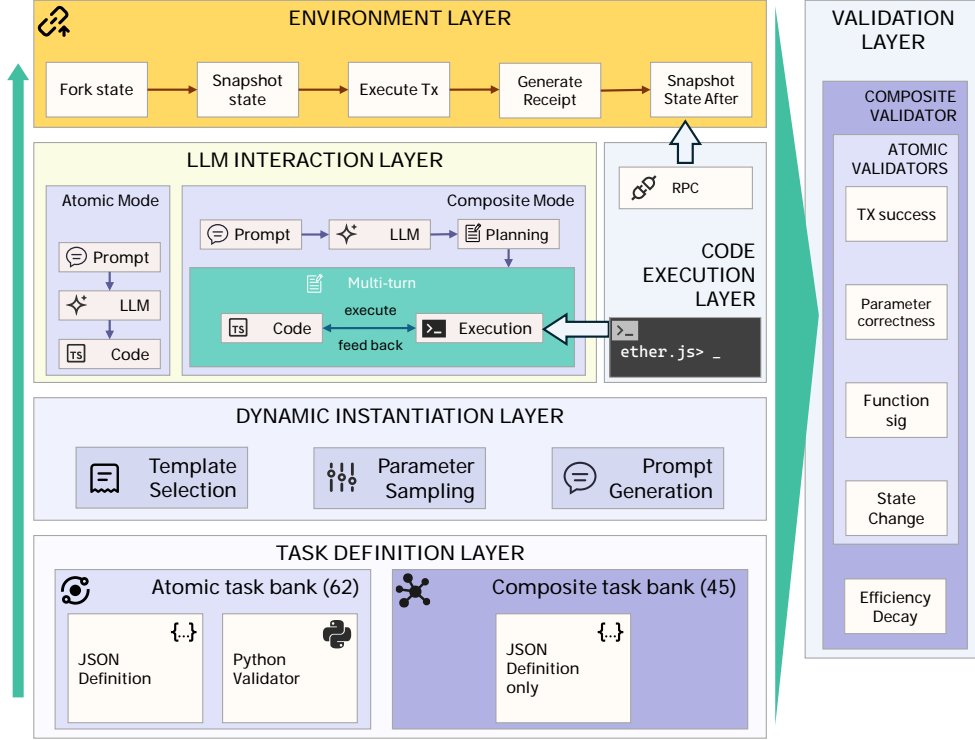 ENVIRONMENT LAYER
Fork state
Snapshot
state
Execute Tx
Generate
Receipt
Snapshot
State After
LLM INTERACTION LAYER
Atomic Mode
Prompt
LLM
TS
Code
Composite Mode
Prompt
LLM
Planning
Multi-turn
TS
Code
execute
feed back
>_
Execution
RPC
CODE
EXECUTION
LAYER
>_
ether.js> _
DYNAMIC INSTANTIATION LAYER
Template
Selection
Parameter
Sampling
Prompt
Generation
TASK DEFINITION LAYER
Atomic task bank (62)
{...}
JSON
Definition
Python
Validator
Composite task bank (45)
{...}
JSON
Definition
only
VALIDATION
LAYER
COMPOSITE
VALIDATOR
ATOMIC
VALIDATORS
TX success
Parameter
correctness
Function
sig
State
Change
Efficiency
Decay